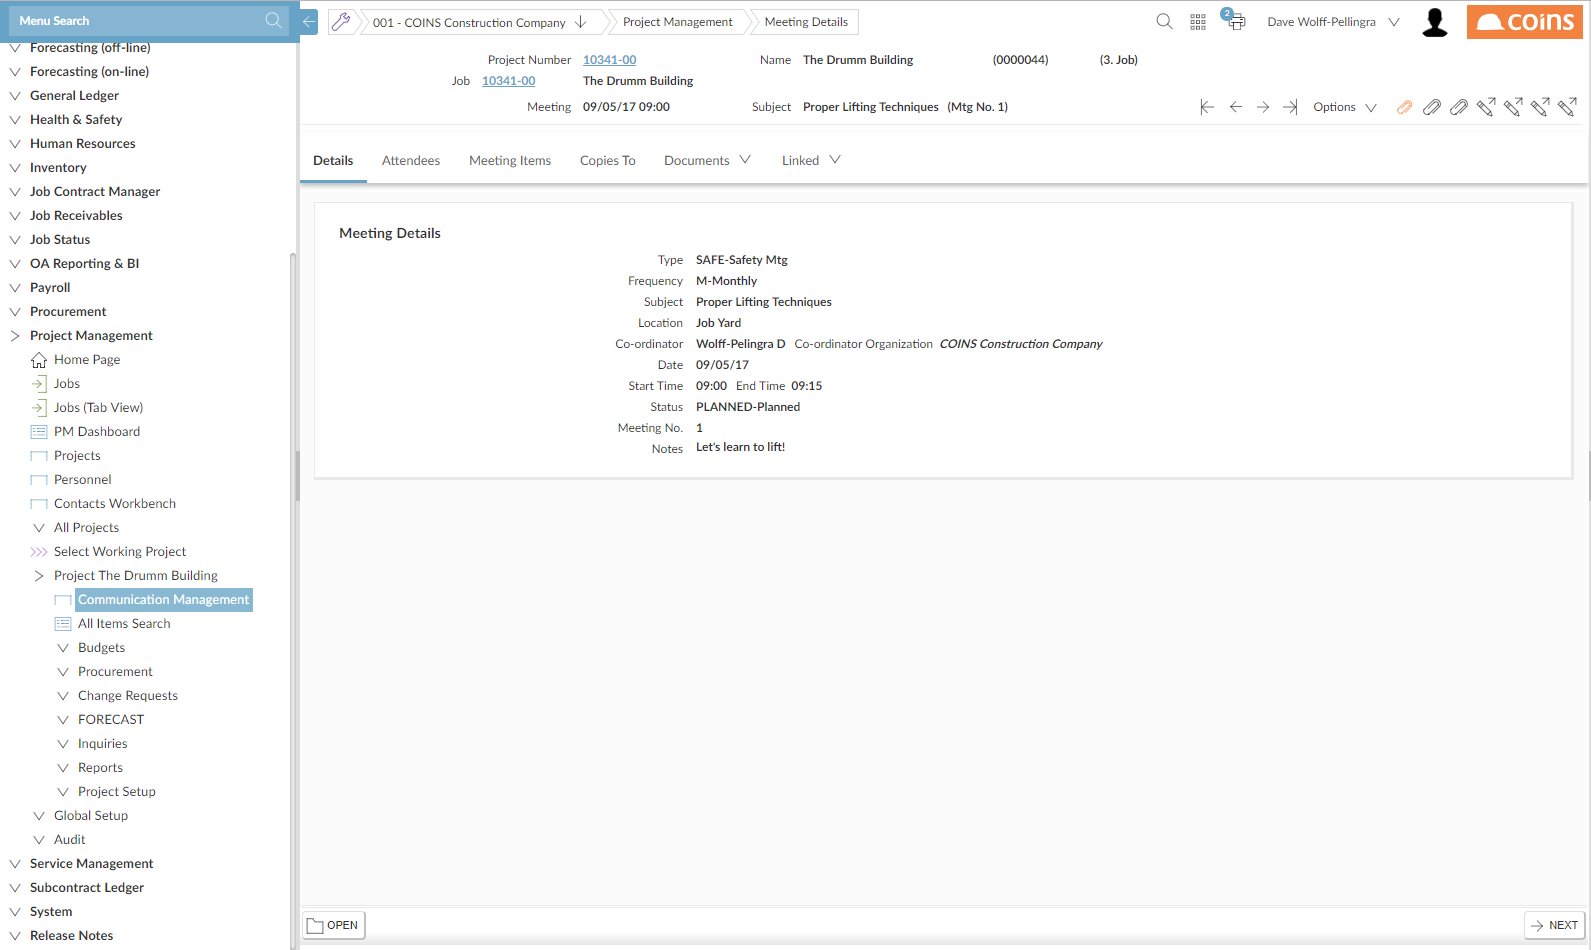 Menu Search
001 - COINS Construction Company
Project Management
Meeting Details
2
Dave Wolff-Pellingra
coins
Project Number 10341-00 Name The Drumm Building (0000044) (3. Job)
Job 10341-00 The Drumm Building
Meeting 09/05/17 09:00 Subject Proper Lifting Techniques (Mtg No. 1)
Options
Details Attendees Meeting Items Copies To Documents Linked
Meeting Details
Type SAFE-Safety Mtg
Frequency M-Monthly
Subject Proper Lifting Techniques
Location Job Yard
Co-ordinator Wolff-Pelingra D Co-ordinator Organization COINS Construction Company
Date 09/05/17
Start Time 09:00 End Time 09:15
Status PLANNED-Planned
Meeting No. 1
Notes Let's learn to lift!
Forecasting (off-line)
Forecasting (on-line)
General Ledger
Health & Safety
Human Resources
Inventory
Job Contract Manager
Job Receivables
Job Status
OA Reporting & BI
Payroll
Procurement
Project Management
Home Page
Jobs
Jobs (Tab View)
PM Dashboard
Projects
Personnel
Contacts Workbench
All Projects
Select Working Project
Project The Drumm Building
Communication Management
All Items Search
Budgets
Procurement
Change Requests
FORECAST
Inquiries
Reports
Project Setup
Global Setup
Audit
Service Management
Subcontract Ledger
System
Release Notes
OPEN
NEXT